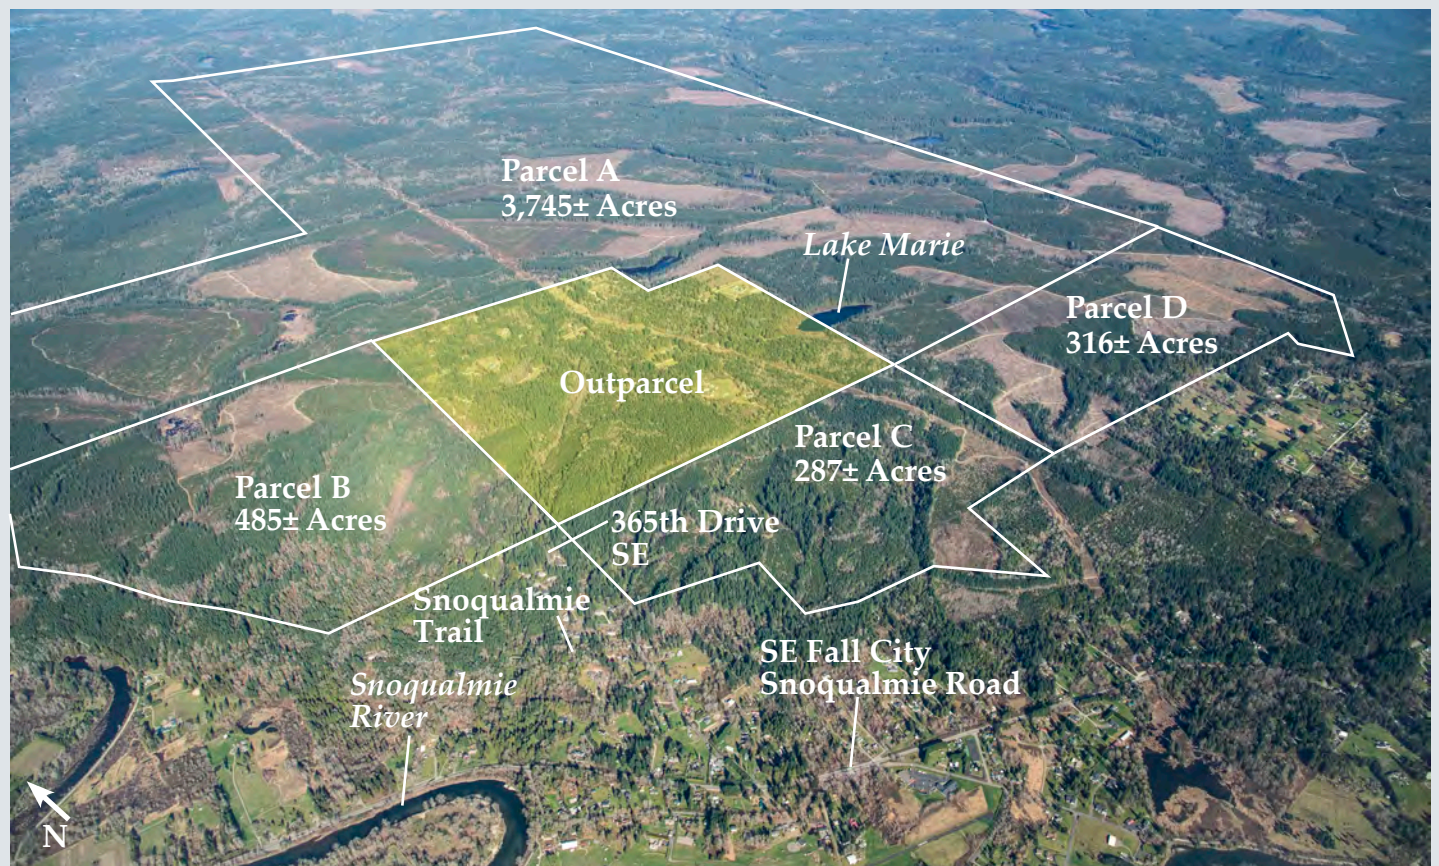 Parcel A
3,745± Acres
Lake Marie
Parcel D
316± Acres
Outparcel
Parcel C
287± Acres
Parcel B
485± Acres
365th Drive
SE
Snoqualmie
Trail
SE Fall City
Snoqualmie Road
Snoqualmie
River
N